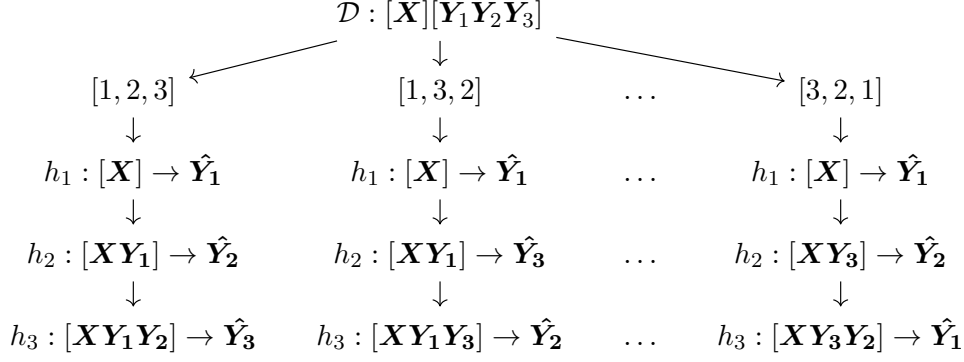 𝒟 : [X][Y₁Y₂Y₃]
[1, 2, 3] [1, 3, 2] … [3, 2, 1]
h₁ : [X] → Ŷ₁ h₁ : [X] → Ŷ₁ … h₁ : [X] → Ŷ₁
h₂ : [XY₁] → Ŷ₂ h₂ : [XY₁] → Ŷ₃ … h₂ : [XY₃] → Ŷ₂
h₃ : [XY₁Y₂] → Ŷ₃ h₃ : [XY₁Y₃] → Ŷ₂ … h₃ : [XY₃Y₂] → Ŷ₁